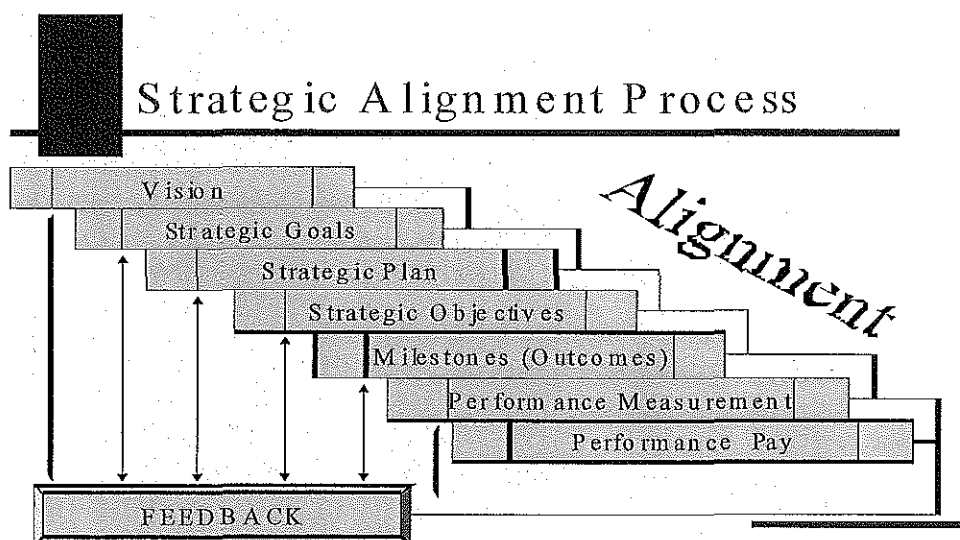 Strategic Alignment Process
Alignment
Vision
Strategic Goals
Strategic Plan
Strategic Objectives
Milestones (Outcomes)
Performance Measurement
Performance Pay
FEEDBACK